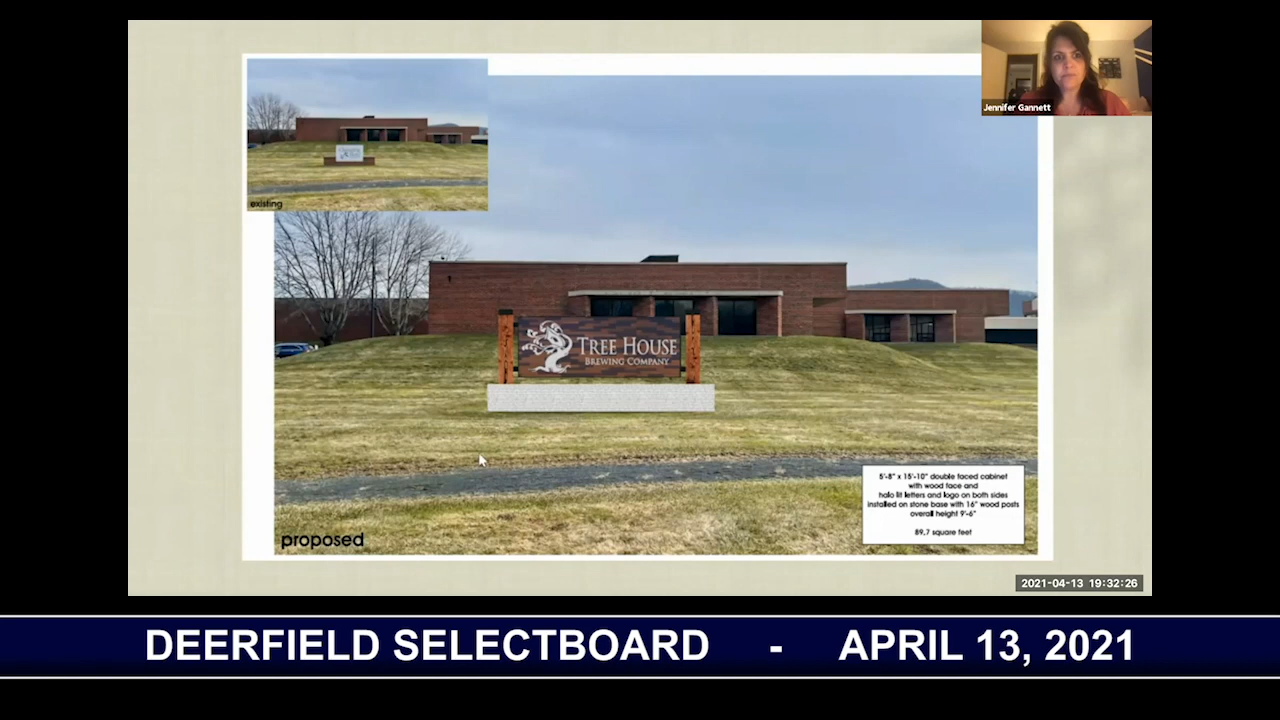 Jennifer Gannett
existing
TREE HOUSE
BREWING COMPANY
5'-8" x 15'-10" double faced cabinet
with wood face and
halo lit letters and logo on both sides
installed on stone base with 16" wood posts
overall height 9'-6"
89.7 square feet
proposed
2021-04-13 19:32:26
DEERFIELD SELECTBOARD - APRIL 13, 2021